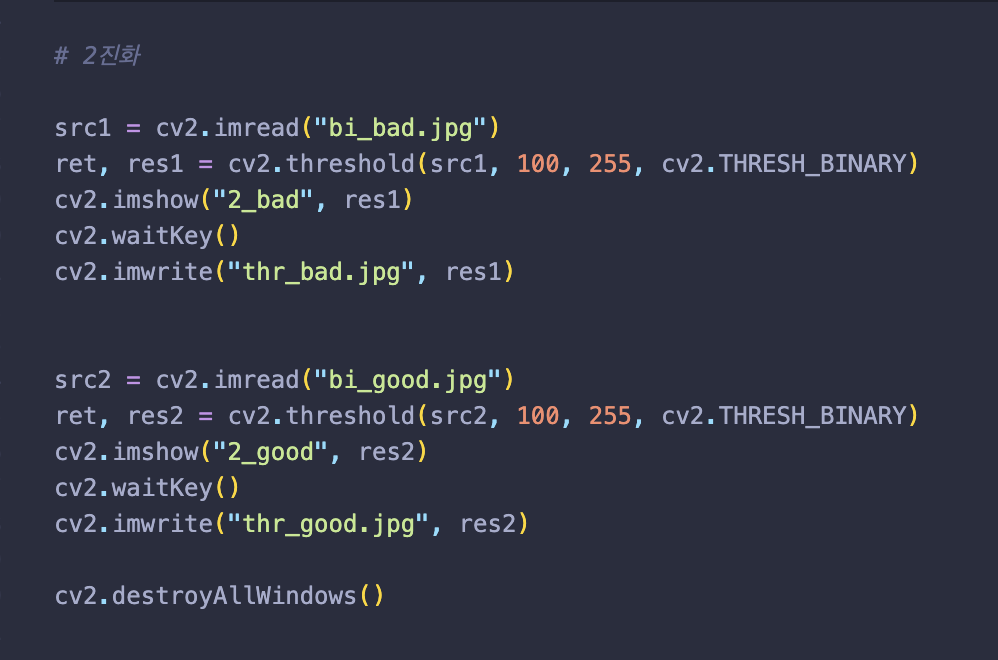 # 2진화
src1 = cv2.imread("bi_bad.jpg")
ret, res1 = cv2.threshold(src1, 100, 255, cv2.THRESH_BINARY)
cv2.imshow("2_bad", res1)
cv2.waitKey()
cv2.imwrite("thr_bad.jpg", res1)
src2 = cv2.imread("bi_good.jpg")
ret, res2 = cv2.threshold(src2, 100, 255, cv2.THRESH_BINARY)
cv2.imshow("2_good", res2)
cv2.waitKey()
cv2.imwrite("thr_good.jpg", res2)
cv2.destroyAllWindows()